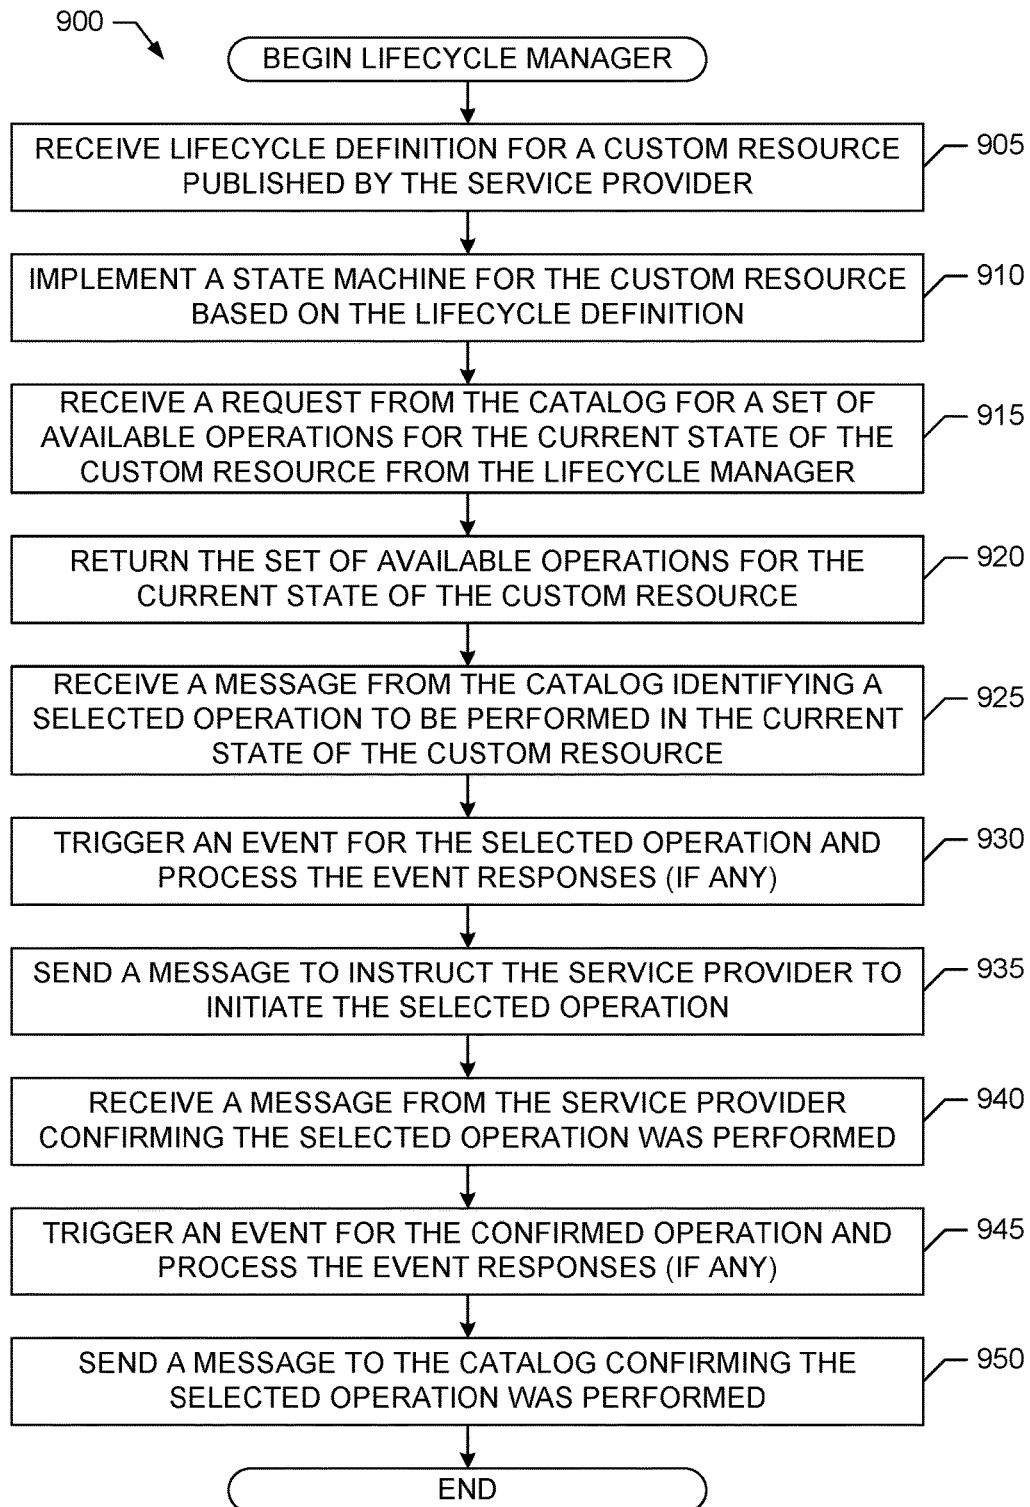 900
BEGIN LIFECYCLE MANAGER
RECEIVE LIFECYCLE DEFINITION FOR A CUSTOM RESOURCE
PUBLISHED BY THE SERVICE PROVIDER
905
IMPLEMENT A STATE MACHINE FOR THE CUSTOM RESOURCE
BASED ON THE LIFECYCLE DEFINITION
910
RECEIVE A REQUEST FROM THE CATALOG FOR A SET OF
AVAILABLE OPERATIONS FOR THE CURRENT STATE OF THE
CUSTOM RESOURCE FROM THE LIFECYCLE MANAGER
915
RETURN THE SET OF AVAILABLE OPERATIONS FOR THE
CURRENT STATE OF THE CUSTOM RESOURCE
920
RECEIVE A MESSAGE FROM THE CATALOG IDENTIFYING A
SELECTED OPERATION TO BE PERFORMED IN THE CURRENT
STATE OF THE CUSTOM RESOURCE
925
TRIGGER AN EVENT FOR THE SELECTED OPERATION AND
PROCESS THE EVENT RESPONSES (IF ANY)
930
SEND A MESSAGE TO INSTRUCT THE SERVICE PROVIDER TO
INITIATE THE SELECTED OPERATION
935
RECEIVE A MESSAGE FROM THE SERVICE PROVIDER
CONFIRMING THE SELECTED OPERATION WAS PERFORMED
940
TRIGGER AN EVENT FOR THE CONFIRMED OPERATION AND
PROCESS THE EVENT RESPONSES (IF ANY)
945
SEND A MESSAGE TO THE CATALOG CONFIRMING THE
SELECTED OPERATION WAS PERFORMED
950
END